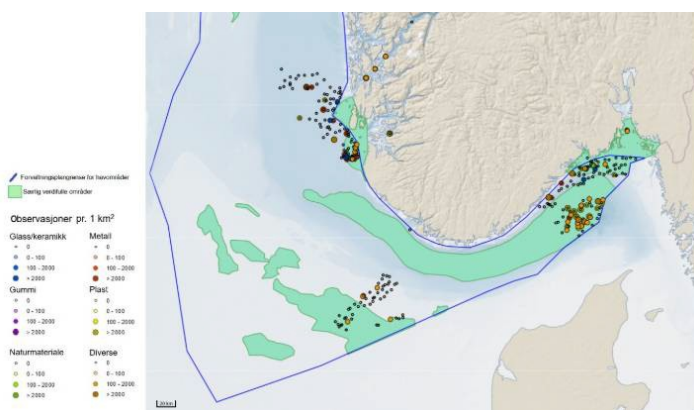 Forvaltningsplangrense for havområder
Særlig verdifulle områder
Observasjoner pr. 1 km²
Glass/keramikk Metall
0 0
0 - 100 0 - 100
100 - 2000 100 - 2000
> 2000 > 2000
Gummi Plast
0 0
0 - 100 0 - 100
100 - 2000 100 - 2000
> 2000 > 2000
Naturmateriale Diverse
0 0
0 - 100 0 - 100
100 - 2000 100 - 2000
> 2000 > 2000